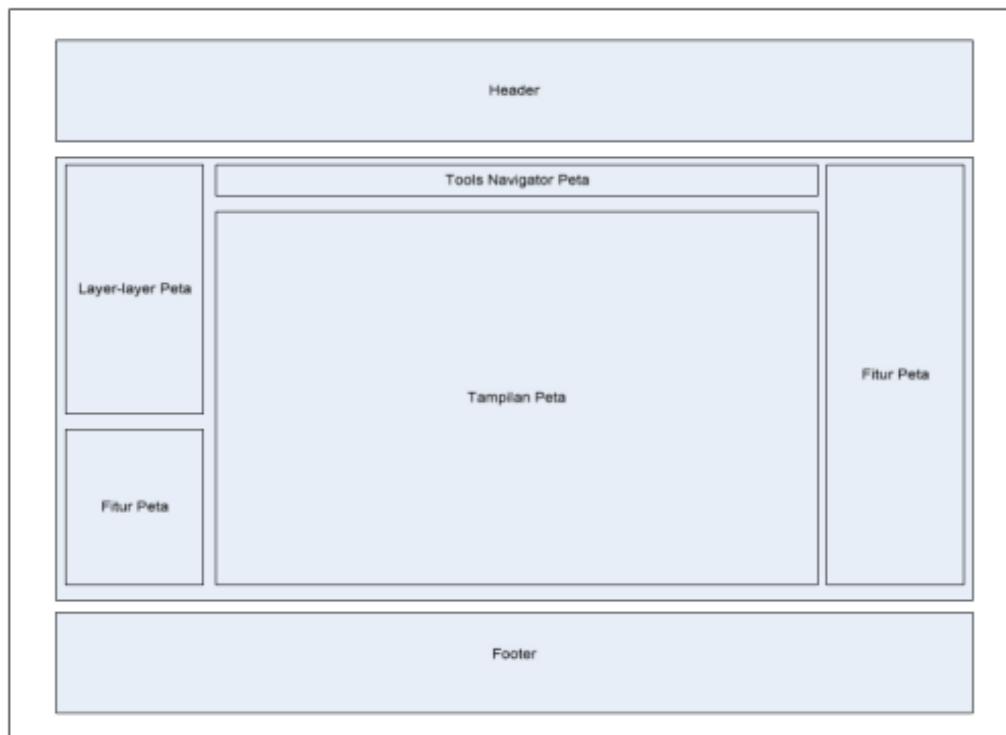 Header
Tools Navigator Peta
Layer-layer Peta
Fitur Peta
Tampilan Peta
Fitur Peta
Footer